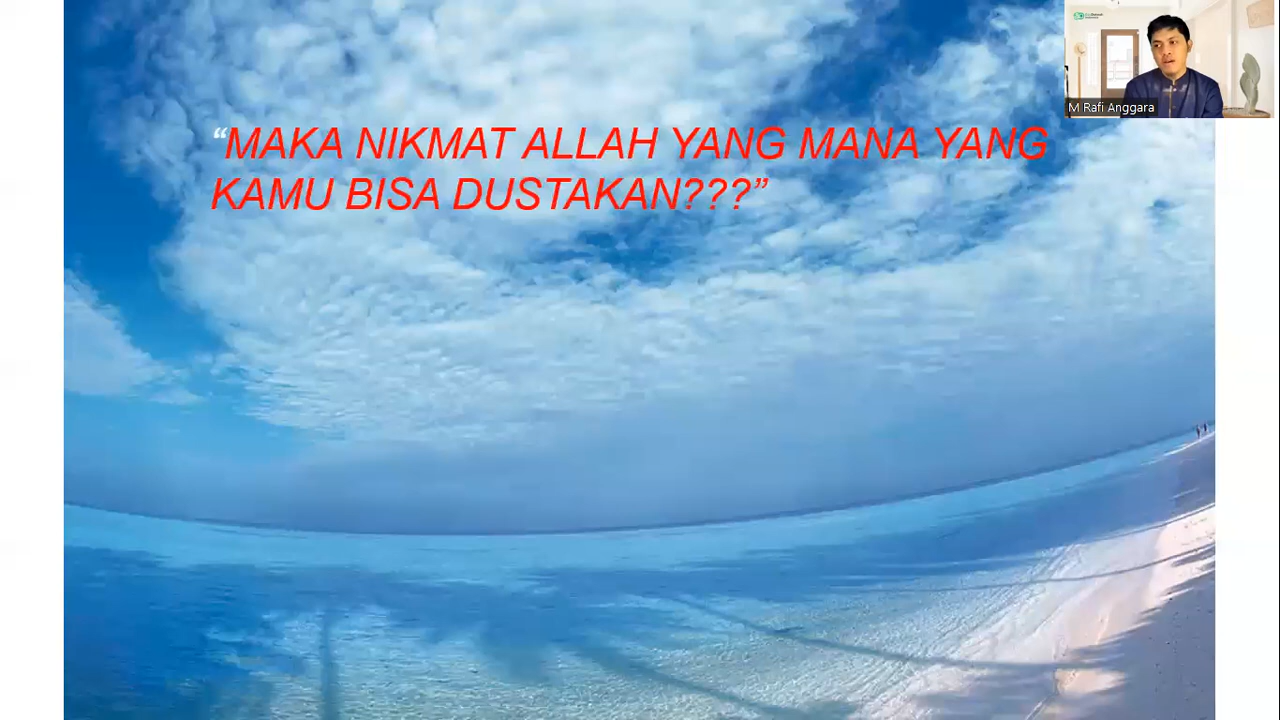 “MAKA NIKMAT ALLAH YANG MANA YANG
KAMU BISA DUSTAKAN???”
M Rafi Anggara